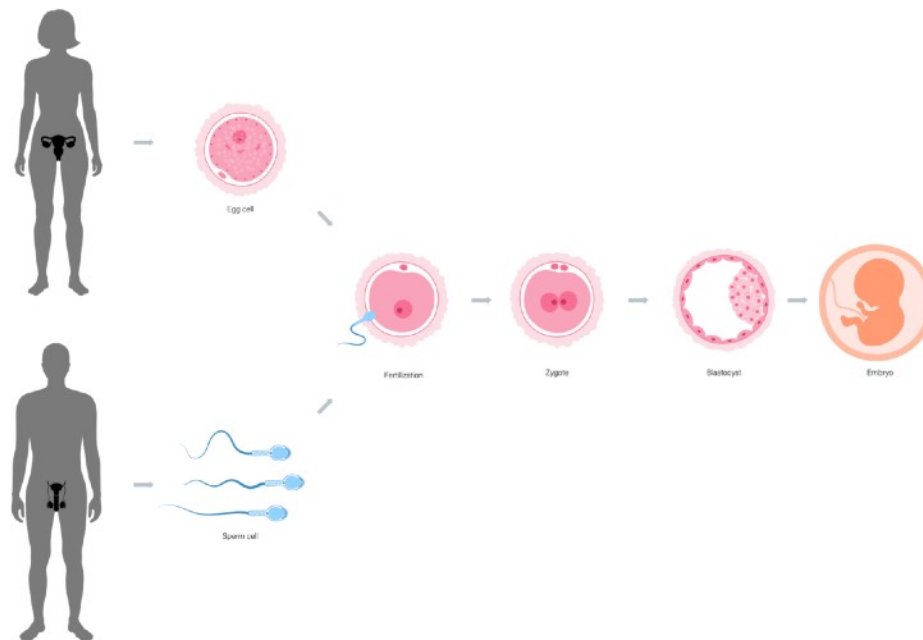 Egg cell
Fertilization
Zygote
Blastocyst
Embryo
Sperm cell